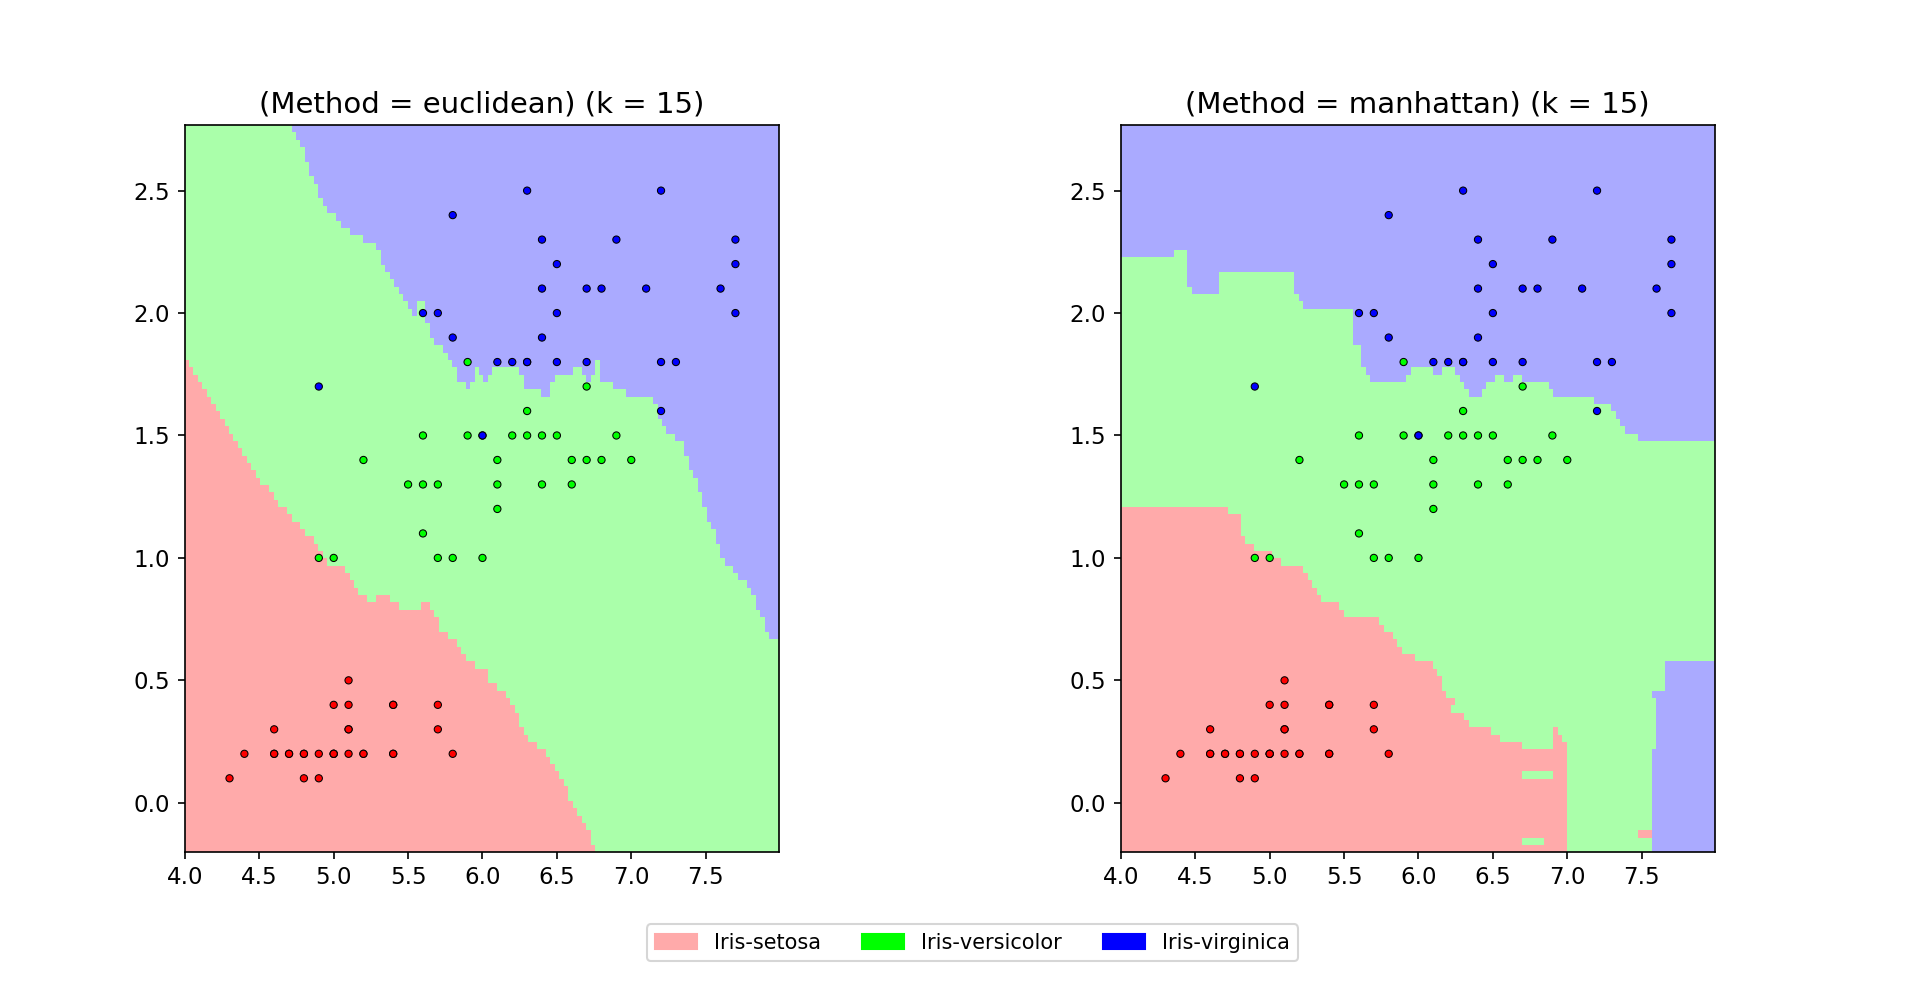 (Method = euclidean) (k = 15)
(Method = manhattan) (k = 15)
2.5
2.0
1.5
1.0
0.5
0.0
4.0 4.5 5.0 5.5 6.0 6.5 7.0 7.5
2.5
2.0
1.5
1.0
0.5
0.0
4.0 4.5 5.0 5.5 6.0 6.5 7.0 7.5
Iris-setosa Iris-versicolor Iris-virginica